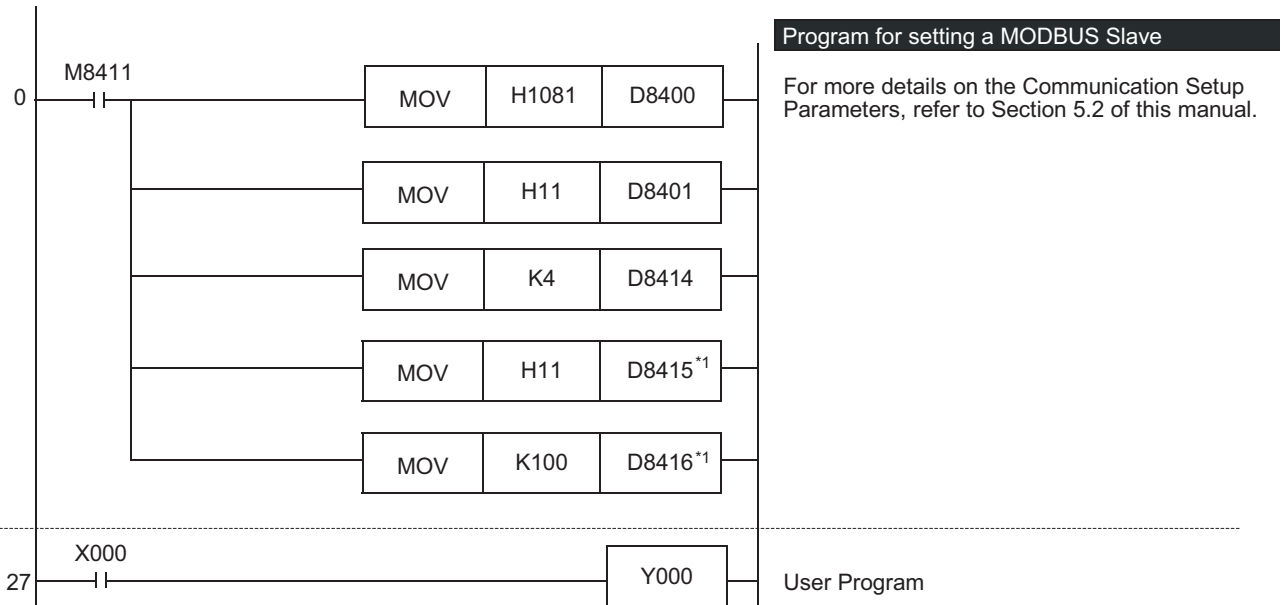 Program for setting a MODBUS Slave
M8411
0
MOV H1081 D8400
For more details on the Communication Setup
Parameters, refer to Section 5.2 of this manual.
MOV H11 D8401
MOV K4 D8414
MOV H11 D8415*1
MOV K100 D8416*1
X000
27
Y000
User Program